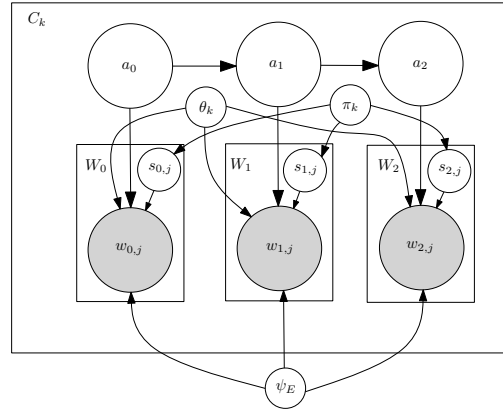 C_k
a_0 a_1 a_2
θ_k π_k
W_0 s_{0,j} W_1 s_{1,j} W_2 s_{2,j}
w_{0,j} w_{1,j} w_{2,j}
ψ_E